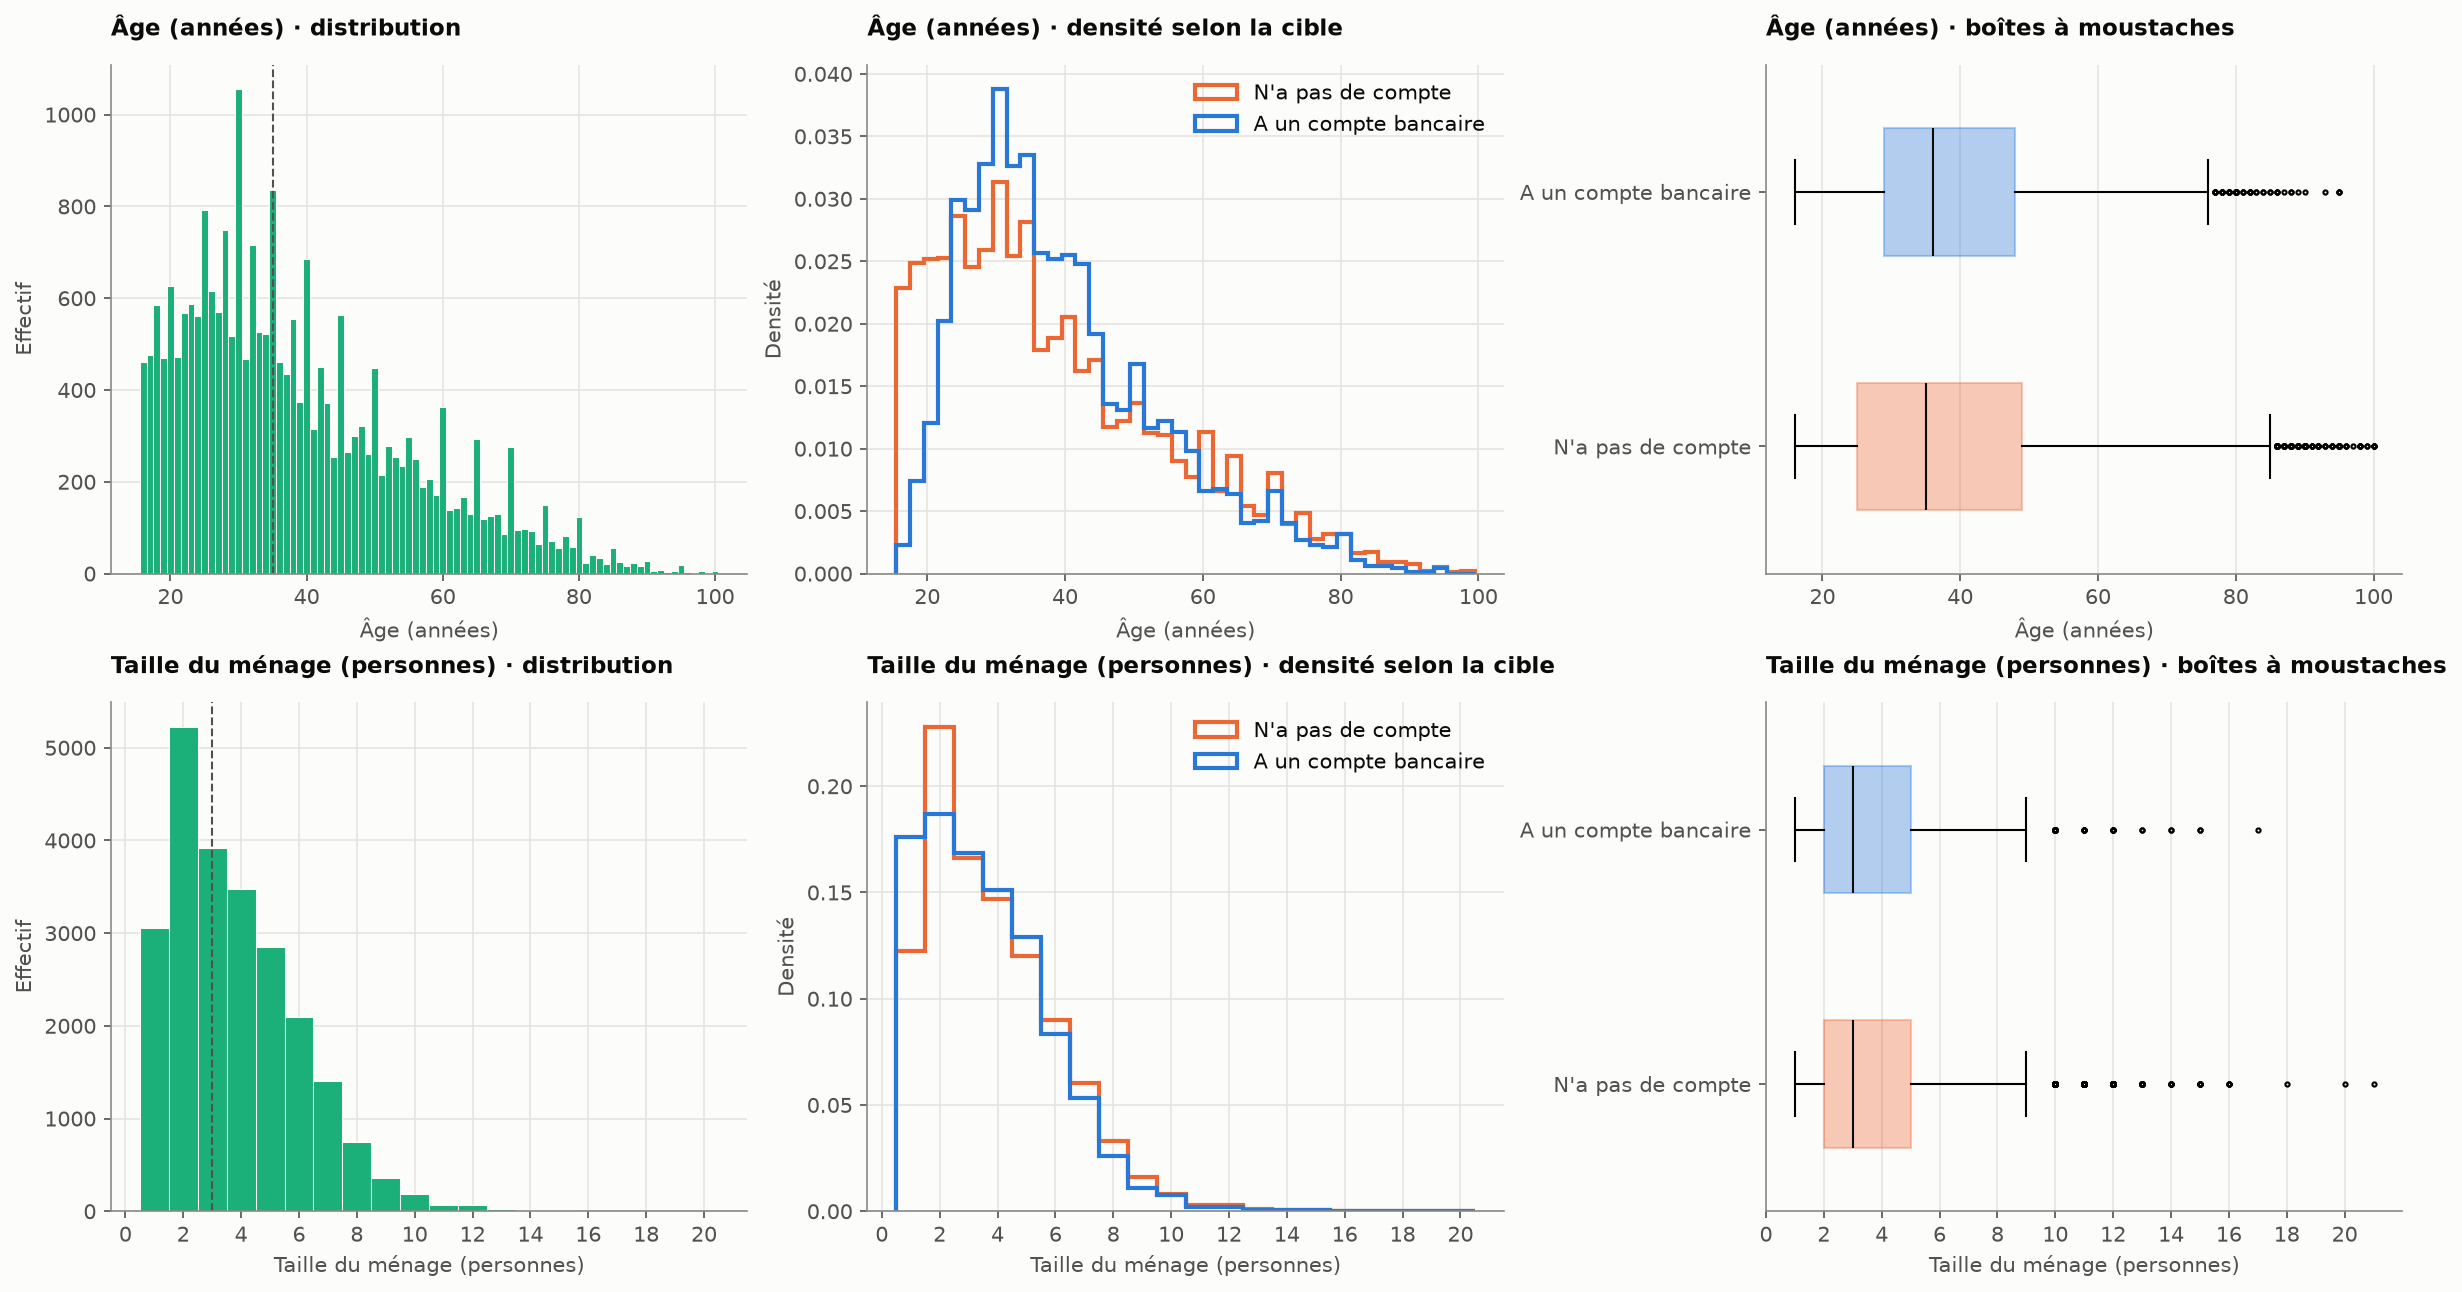 Âge (années) · distribution
Effectif
1000
800
600
400
200
0
20 40 60 80 100
Âge (années)
Âge (années) · densité selon la cible
N'a pas de compte
A un compte bancaire
Densité
0.040
0.035
0.030
0.025
0.020
0.015
0.010
0.005
0.000
20 40 60 80 100
Âge (années)
Âge (années) · boîtes à moustaches
A un compte bancaire
N'a pas de compte
20 40 60 80 100
Âge (années)
Taille du ménage (personnes) · distribution
Effectif
5000
4000
3000
2000
1000
0
0 2 4 6 8 10 12 14 16 18 20
Taille du ménage (personnes)
Taille du ménage (personnes) · densité selon la cible
N'a pas de compte
A un compte bancaire
Densité
0.20
0.15
0.10
0.05
0.00
0 2 4 6 8 10 12 14 16 18 20
Taille du ménage (personnes)
Taille du ménage (personnes) · boîtes à moustaches
A un compte bancaire
N'a pas de compte
0 2 4 6 8 10 12 14 16 18 20
Taille du ménage (personnes)